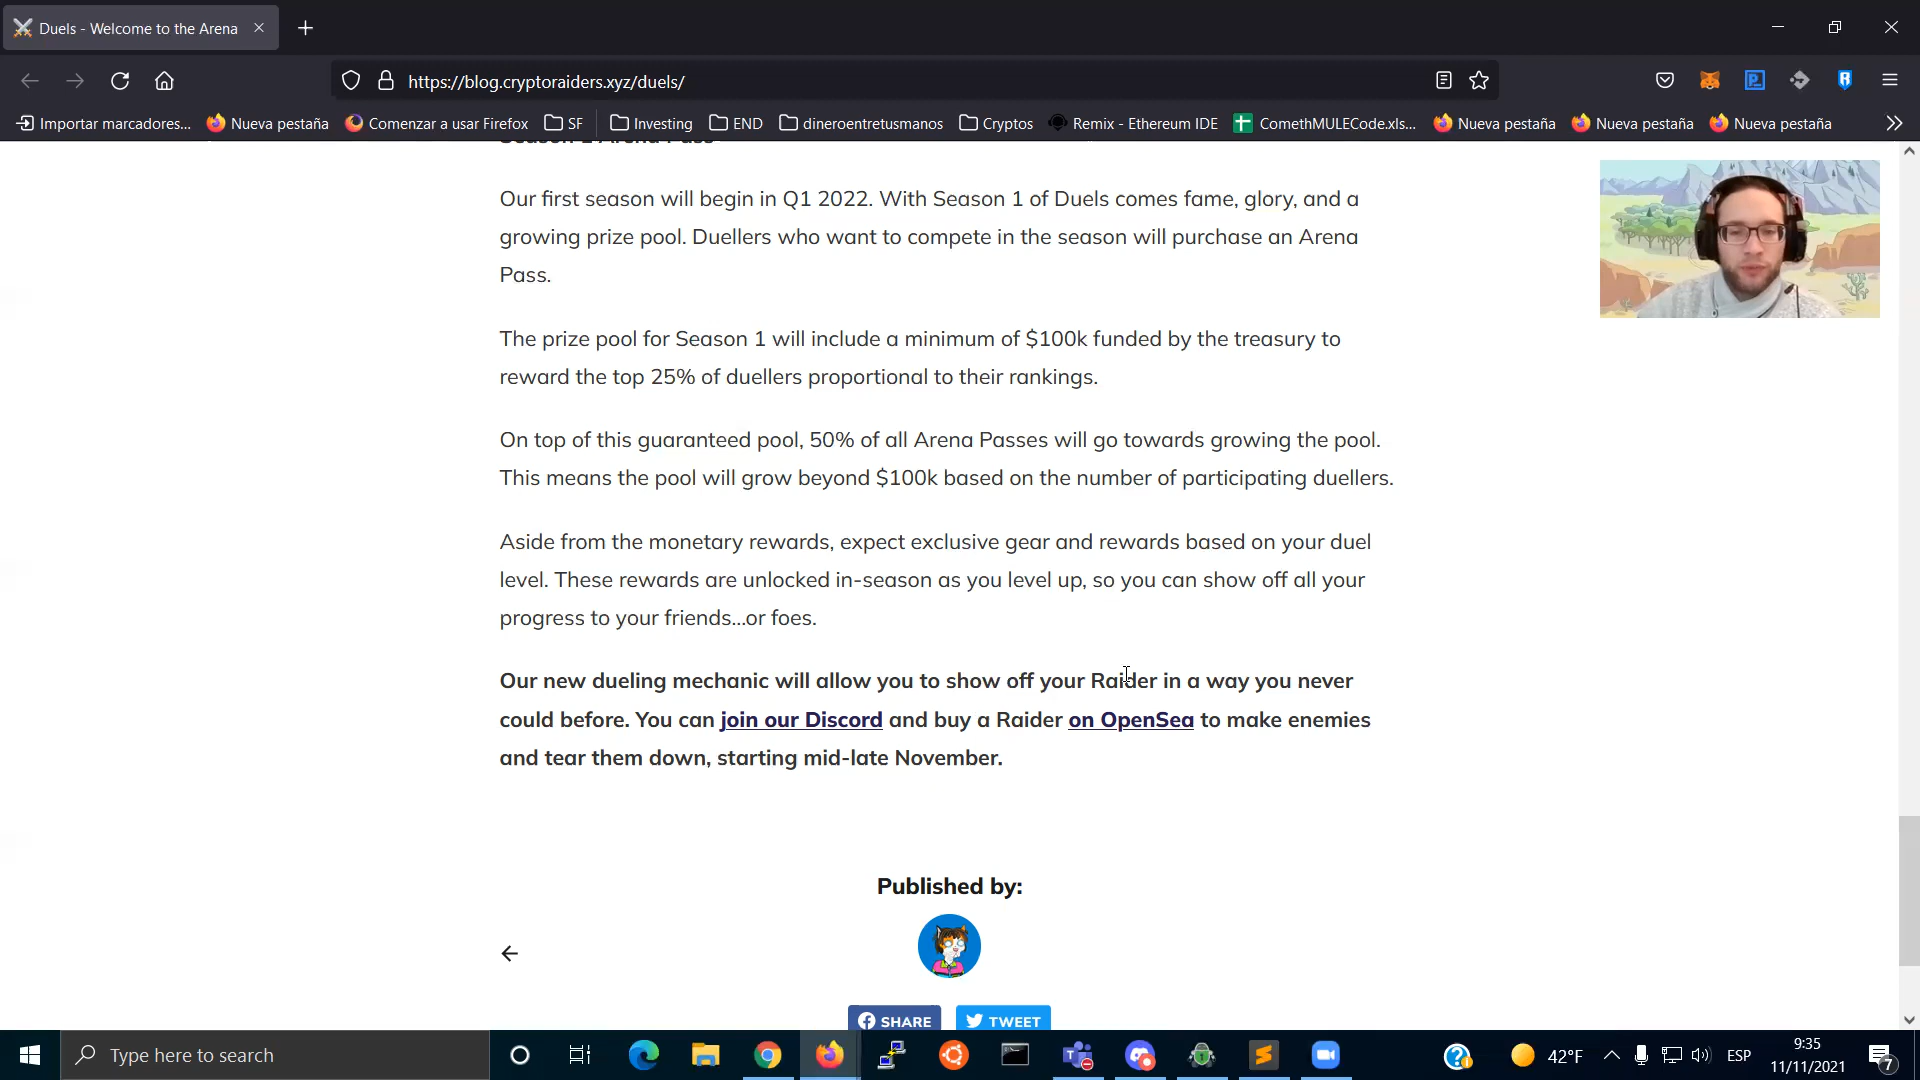 Duels - Welcome to the Arena
https://blog.cryptoraiders.xyz/duels/
Importar marcadores... Nueva pestaña Comenzar a usar Firefox SF Investing END dineroentretusmanos Cryptos Remix - Ethereum IDE ComethMULECode.xls... Nueva pestaña Nueva pestaña Nueva pestaña
Our first season will begin in Q1 2022. With Season 1 of Duels comes fame, glory, and a
growing prize pool. Duellers who want to compete in the season will purchase an Arena
Pass.
The prize pool for Season 1 will include a minimum of $100k funded by the treasury to
reward the top 25% of duellers proportional to their rankings.
On top of this guaranteed pool, 50% of all Arena Passes will go towards growing the pool.
This means the pool will grow beyond $100k based on the number of participating duellers.
Aside from the monetary rewards, expect exclusive gear and rewards based on your duel
level. These rewards are unlocked in-season as you level up, so you can show off all your
progress to your friends...or foes.
Our new dueling mechanic will allow you to show off your Raider in a way you never
could before. You can join our Discord and buy a Raider on OpenSea to make enemies
and tear them down, starting mid-late November.
Published by:
SHARE TWEET
Type here to search
42°F ESP
9:35
11/11/2021
7